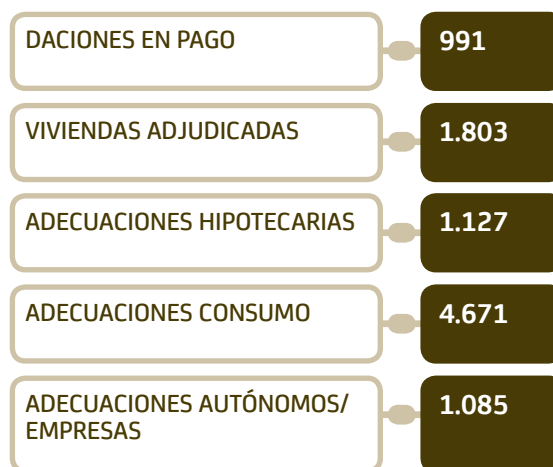 DACIONES EN PAGO 991
VIVIENDAS ADJUDICADAS 1.803
ADECUACIONES HIPOTECARIAS 1.127
ADECUACIONES CONSUMO 4.671
ADECUACIONES AUTÓNOMOS/ 1.085
EMPRESAS